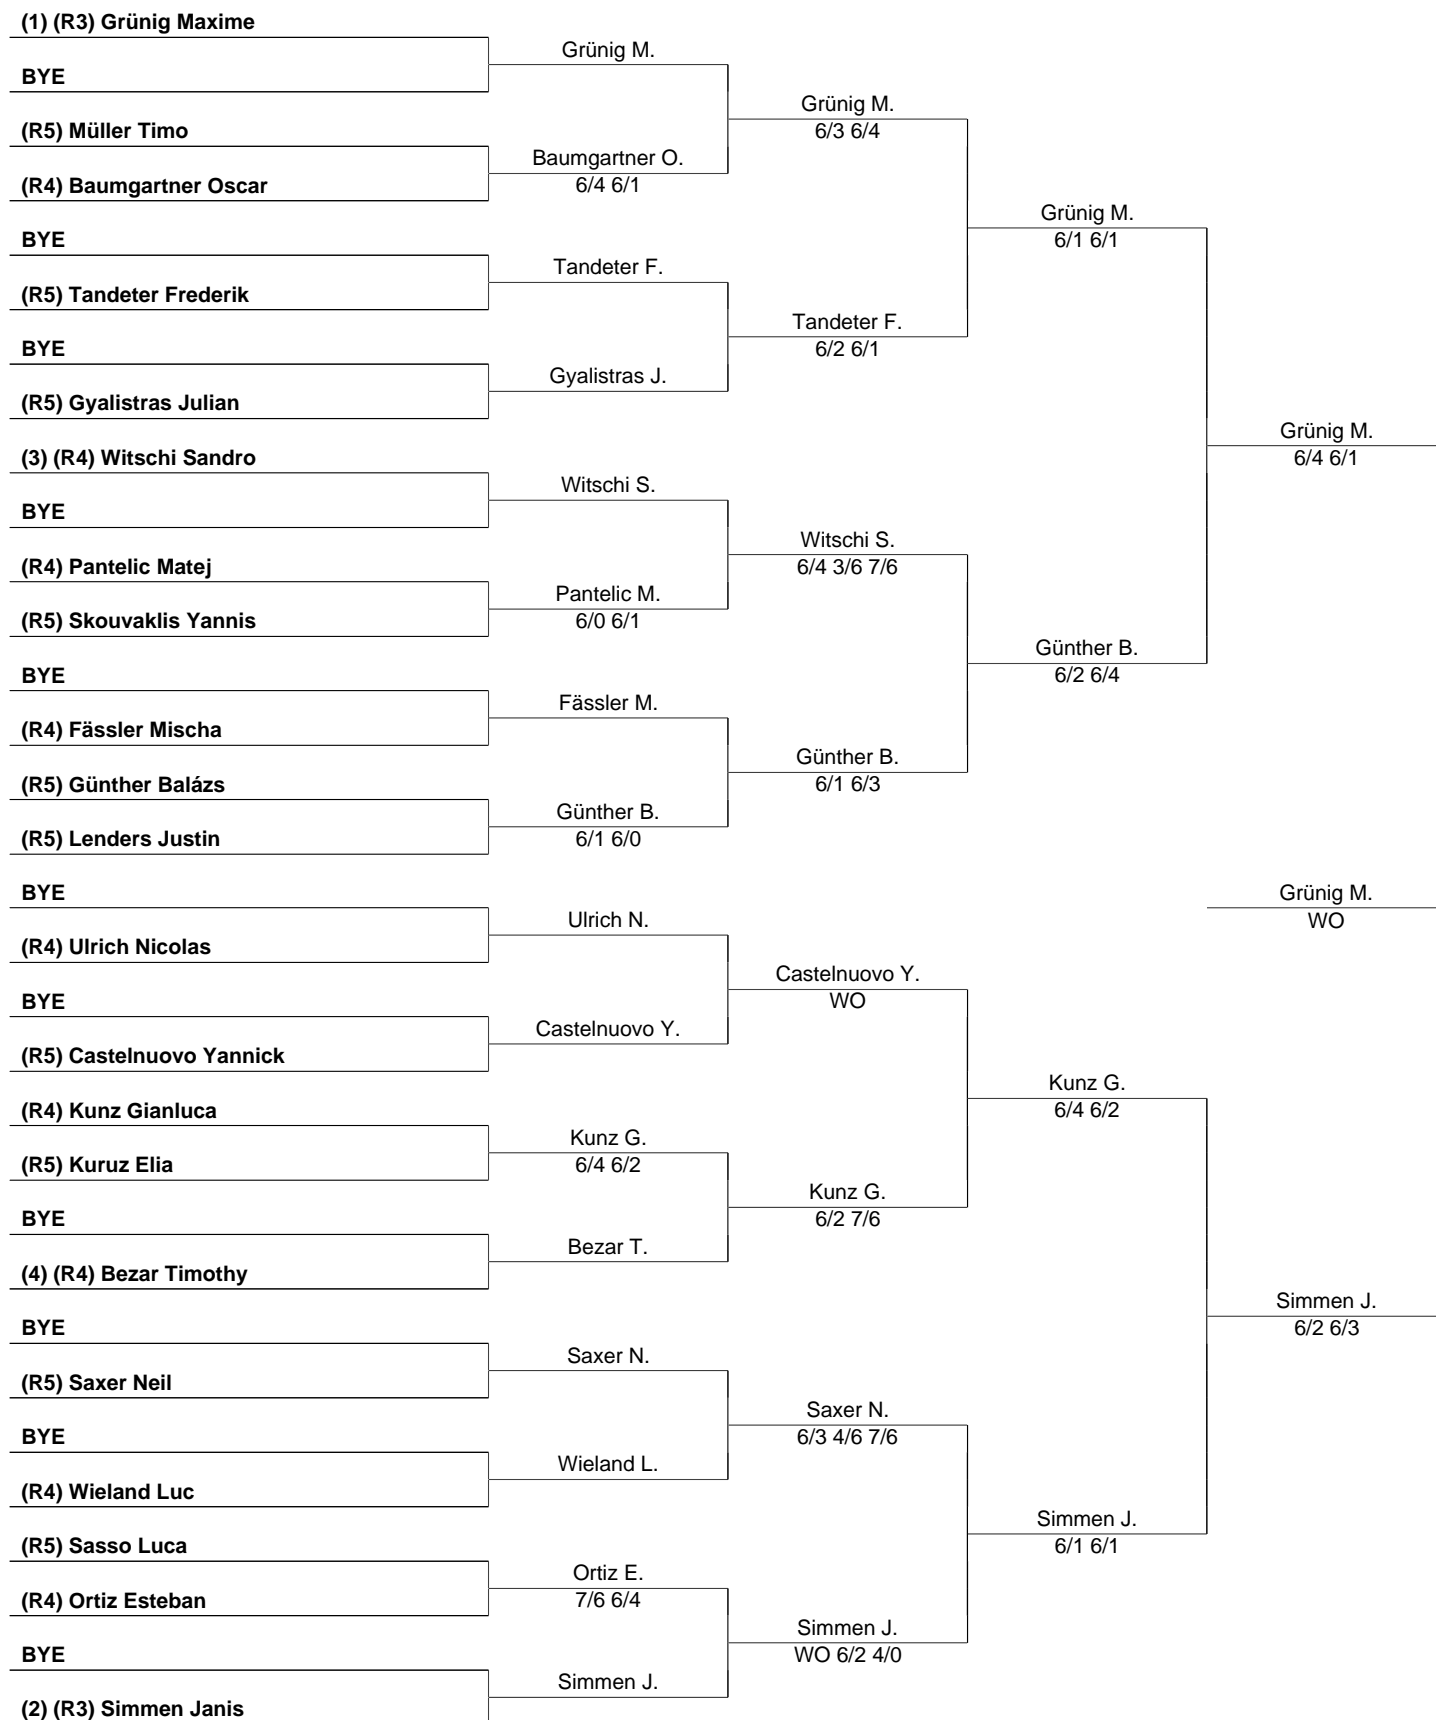 (1) (R3) Grünig Maxime
BYE
(R5) Müller Timo
(R4) Baumgartner Oscar
BYE
(R5) Tandeter Frederik
BYE
(R5) Gyalistras Julian
(3) (R4) Witschi Sandro
BYE
(R4) Pantelic Matej
(R5) Skouvaklis Yannis
BYE
(R4) Fässler Mischa
(R5) Günther Balázs
(R5) Lenders Justin
BYE
(R4) Ulrich Nicolas
BYE
(R5) Castelnuovo Yannick
(R4) Kunz Gianluca
(R5) Kuruz Elia
BYE
(4) (R4) Bezar Timothy
BYE
(R5) Saxer Neil
BYE
(R4) Wieland Luc
(R5) Sasso Luca
(R4) Ortiz Esteban
BYE
(2) (R3) Simmen Janis
Grünig M.
Baumgartner O.
6/4 6/1
Tandeter F.
Gyalistras J.
Witschi S.
Pantelic M.
6/0 6/1
Fässler M.
Günther B.
6/1 6/0
Ulrich N.
Castelnuovo Y.
Kunz G.
6/4 6/2
Bezar T.
Saxer N.
Wieland L.
Ortiz E.
7/6 6/4
Simmen J.
Grünig M.
6/3 6/4
Tandeter F.
6/2 6/1
Witschi S.
6/4 3/6 7/6
Günther B.
6/1 6/3
Castelnuovo Y.
WO
Kunz G.
6/2 7/6
Saxer N.
6/3 4/6 7/6
Simmen J.
WO 6/2 4/0
Grünig M.
6/1 6/1
Günther B.
6/2 6/4
Kunz G.
6/4 6/2
Simmen J.
6/1 6/1
Grünig M.
6/4 6/1
Grünig M.
WO
Simmen J.
6/2 6/3